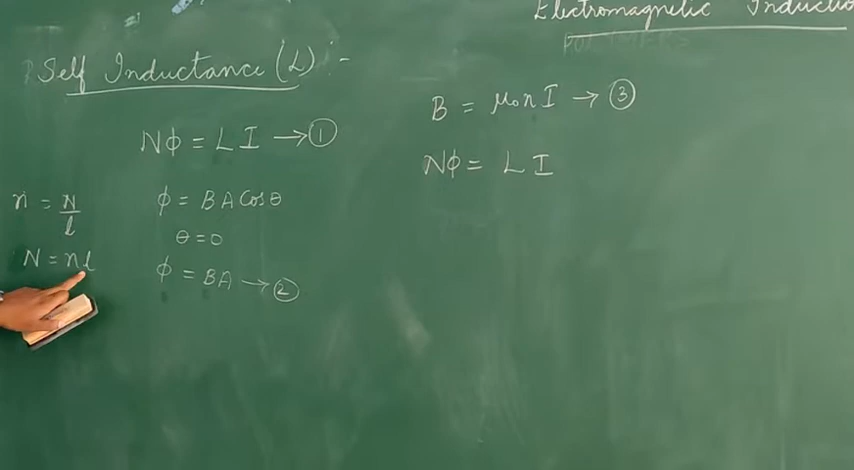 Electromagnetic Inductio
Self Inductance (L) :-
Nϕ = LI → ①
n = N/l
N = nl
ϕ = BA Cosθ
θ = 0
ϕ = BA → ②
B = μ₀nI → ③
Nϕ = LI